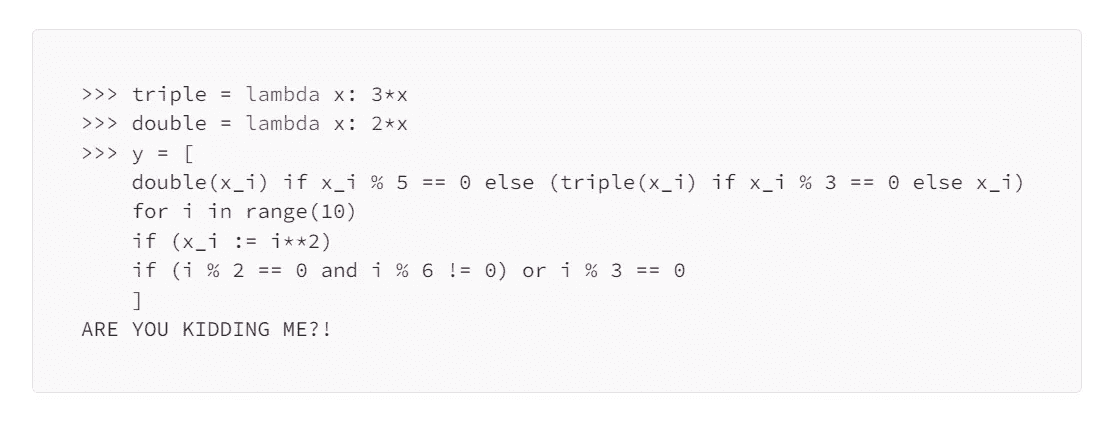 >>> triple = lambda x: 3*x
>>> double = lambda x: 2*x
>>> y = [
    double(x_i) if x_i % 5 == 0 else (triple(x_i) if x_i % 3 == 0 else x_i)
    for i in range(10)
    if (x_i := i**2)
    if (i % 2 == 0 and i % 6 != 0) or i % 3 == 0
    ]
ARE YOU KIDDING ME?!